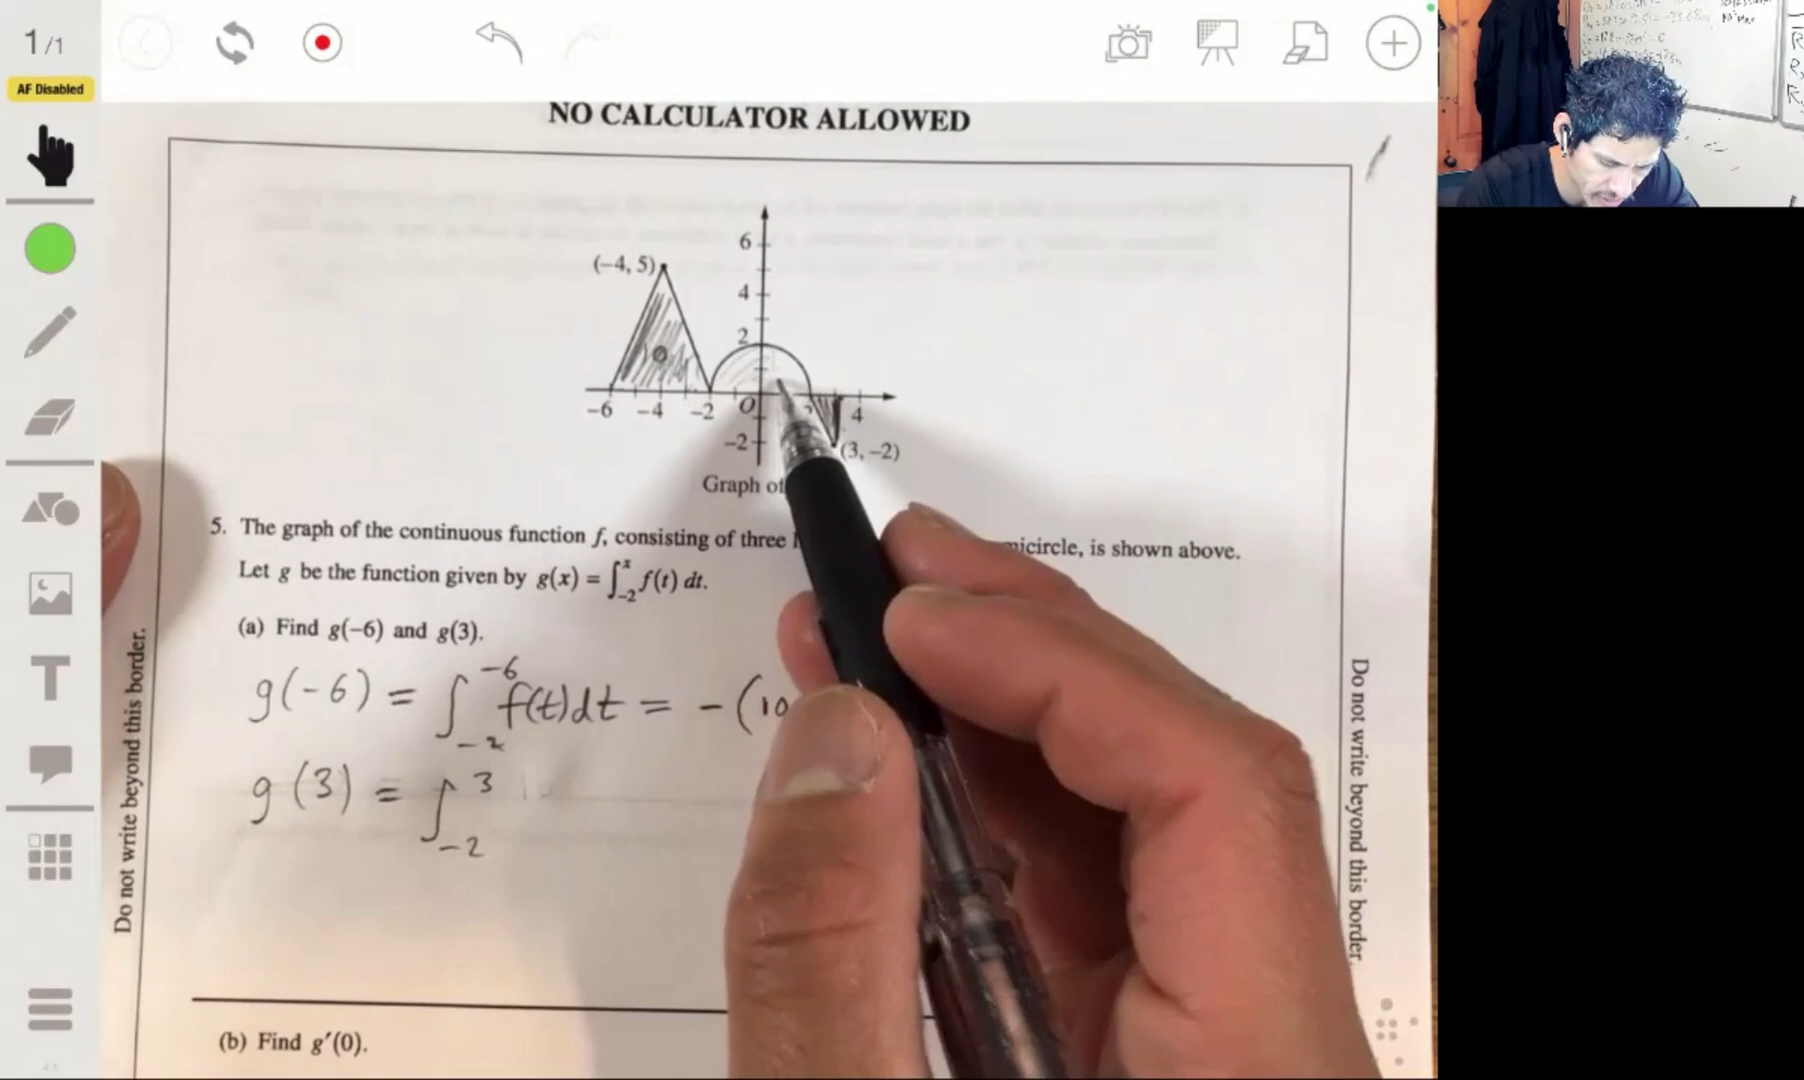 1/1
AF Disabled
NO CALCULATOR ALLOWED
(-4, 5)
6
4
2
-6 -4 -2 O 4
-2
(3, -2)
Graph of
5. The graph of the continuous function f, consisting of three micircle, is shown above.
Let g be the function given by g(x) = ∫₋₂ˣ f(t) dt.
(a) Find g(-6) and g(3).
g(-6) = ∫₋₂⁻⁶ f(t)dt = -(10
g(3) = ∫₋₂³
(b) Find g′(0).
Do not write beyond this border.
Do not write beyond this border.
T